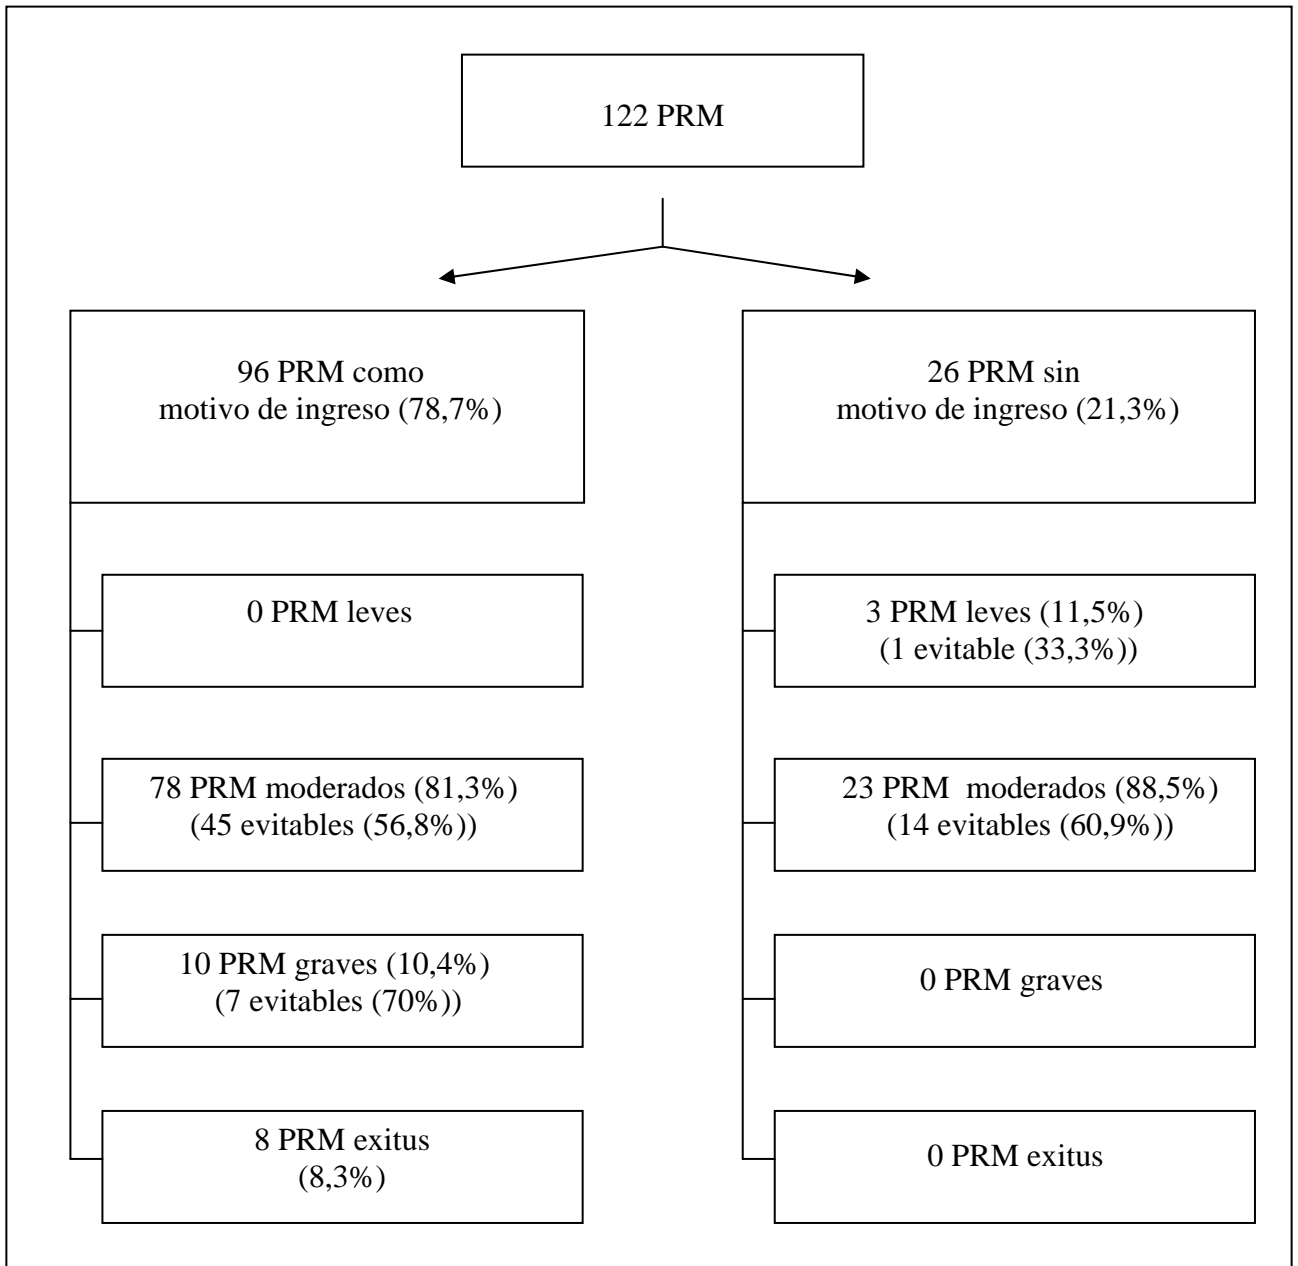 122 PRM
96 PRM como
motivo de ingreso (78,7%)
0 PRM leves
78 PRM moderados (81,3%)
(45 evitables (56,8%))
10 PRM graves (10,4%)
(7 evitables (70%))
8 PRM exitus
(8,3%)
26 PRM sin
motivo de ingreso (21,3%)
3 PRM leves (11,5%)
(1 evitable (33,3%))
23 PRM  moderados (88,5%)
(14 evitables (60,9%))
0 PRM graves
0 PRM exitus